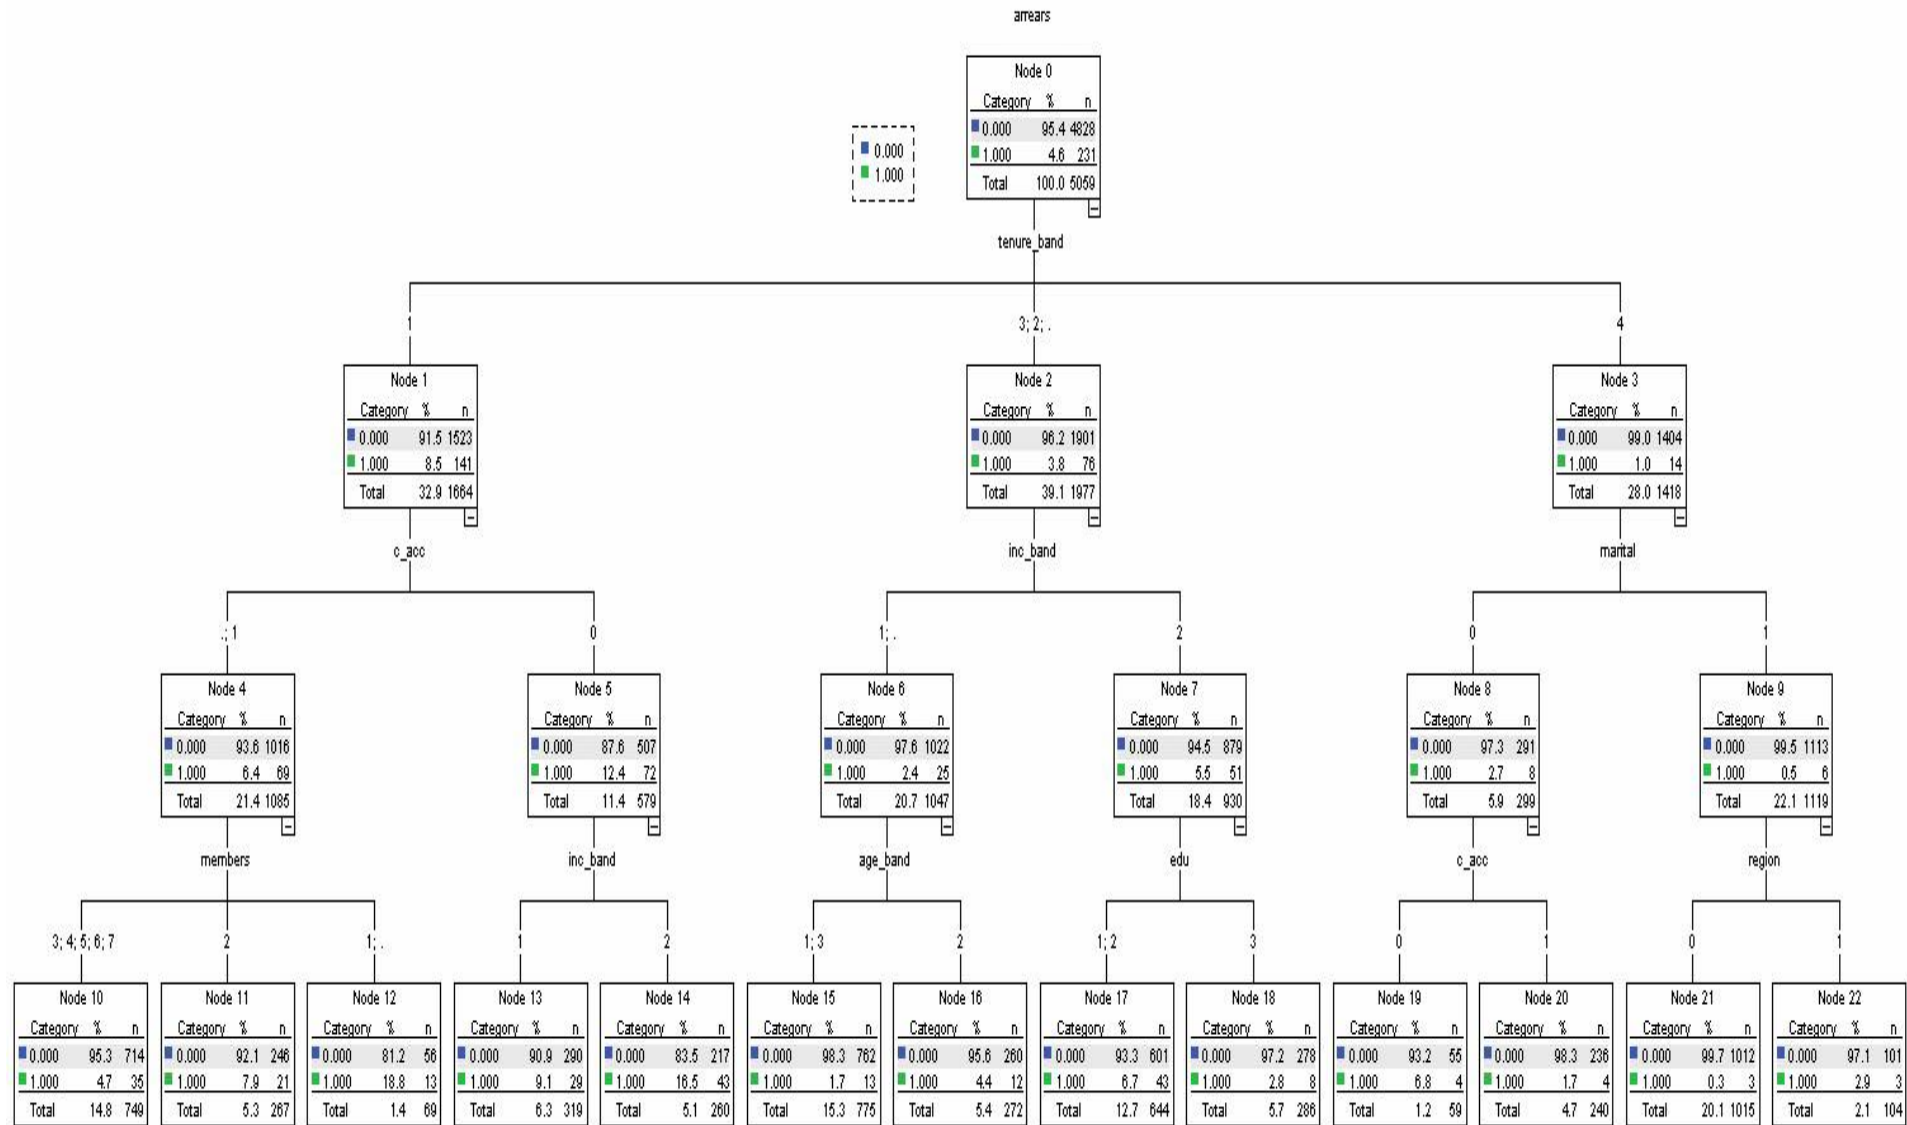 arrears
Node 0
Category % n
0.000 95.4 4828
1.000 4.6 231
Total 100.0 5059
0.000
1.000
tenure_band
1
3; 2; .
4
Node 1
Category % n
0.000 91.5 1523
1.000 8.5 141
Total 32.9 1664
Node 2
Category % n
0.000 96.2 1901
1.000 3.8 76
Total 39.1 1977
Node 3
Category % n
0.000 99.0 1404
1.000 1.0 14
Total 28.0 1418
c_acc
inc_band
marital
.; 1
0
1; .
2
0
1
Node 4
Category % n
0.000 93.6 1016
1.000 6.4 69
Total 21.4 1085
Node 5
Category % n
0.000 87.6 507
1.000 12.4 72
Total 11.4 579
Node 6
Category % n
0.000 97.6 1022
1.000 2.4 25
Total 20.7 1047
Node 7
Category % n
0.000 94.5 879
1.000 5.5 51
Total 18.4 930
Node 8
Category % n
0.000 97.3 291
1.000 2.7 8
Total 5.9 299
Node 9
Category % n
0.000 99.5 1113
1.000 0.5 6
Total 22.1 1119
members
inc_band
age_band
edu
c_acc
region
3; 4; 5; 6; 7
2
1; .
1
2
1; 3
2
1; 2
3
0
1
0
1
Node 10
Category % n
0.000 95.3 714
1.000 4.7 35
Total 14.8 749
Node 11
Category % n
0.000 92.1 246
1.000 7.9 21
Total 5.3 267
Node 12
Category % n
0.000 81.2 56
1.000 18.8 13
Total 1.4 69
Node 13
Category % n
0.000 90.9 290
1.000 9.1 29
Total 6.3 319
Node 14
Category % n
0.000 83.5 217
1.000 16.5 43
Total 5.1 260
Node 15
Category % n
0.000 98.3 762
1.000 1.7 13
Total 15.3 775
Node 16
Category % n
0.000 95.6 260
1.000 4.4 12
Total 5.4 272
Node 17
Category % n
0.000 93.3 601
1.000 6.7 43
Total 12.7 644
Node 18
Category % n
0.000 97.2 278
1.000 2.8 8
Total 5.7 286
Node 19
Category % n
0.000 93.2 55
1.000 6.8 4
Total 1.2 59
Node 20
Category % n
0.000 98.3 236
1.000 1.7 4
Total 4.7 240
Node 21
Category % n
0.000 99.7 1012
1.000 0.3 3
Total 20.1 1015
Node 22
Category % n
0.000 97.1 101
1.000 2.9 3
Total 2.1 104